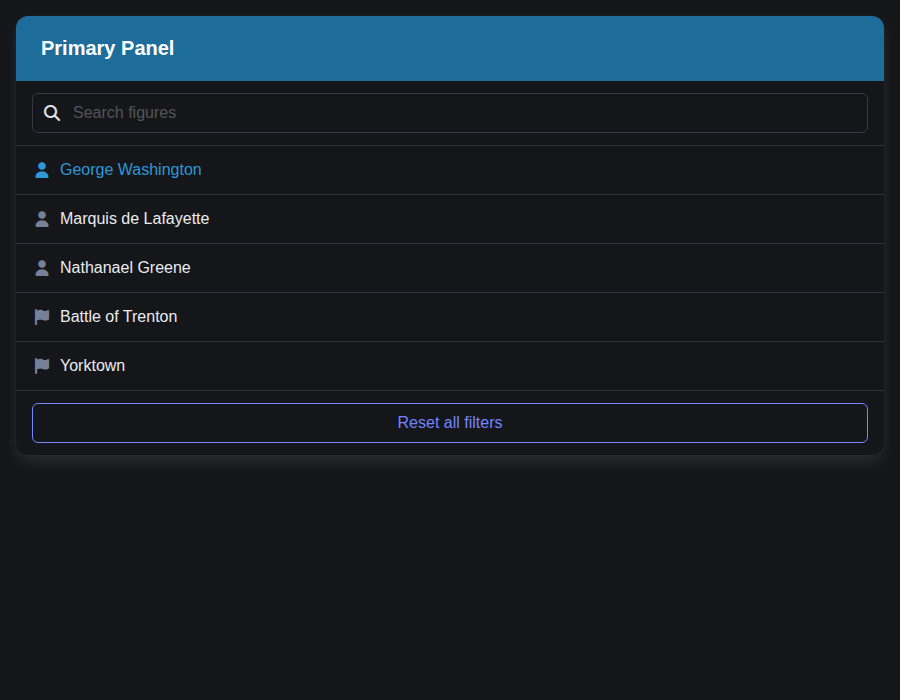 Primary Panel
Search figures
George Washington
Marquis de Lafayette
Nathanael Greene
Battle of Trenton
Yorktown
Reset all filters